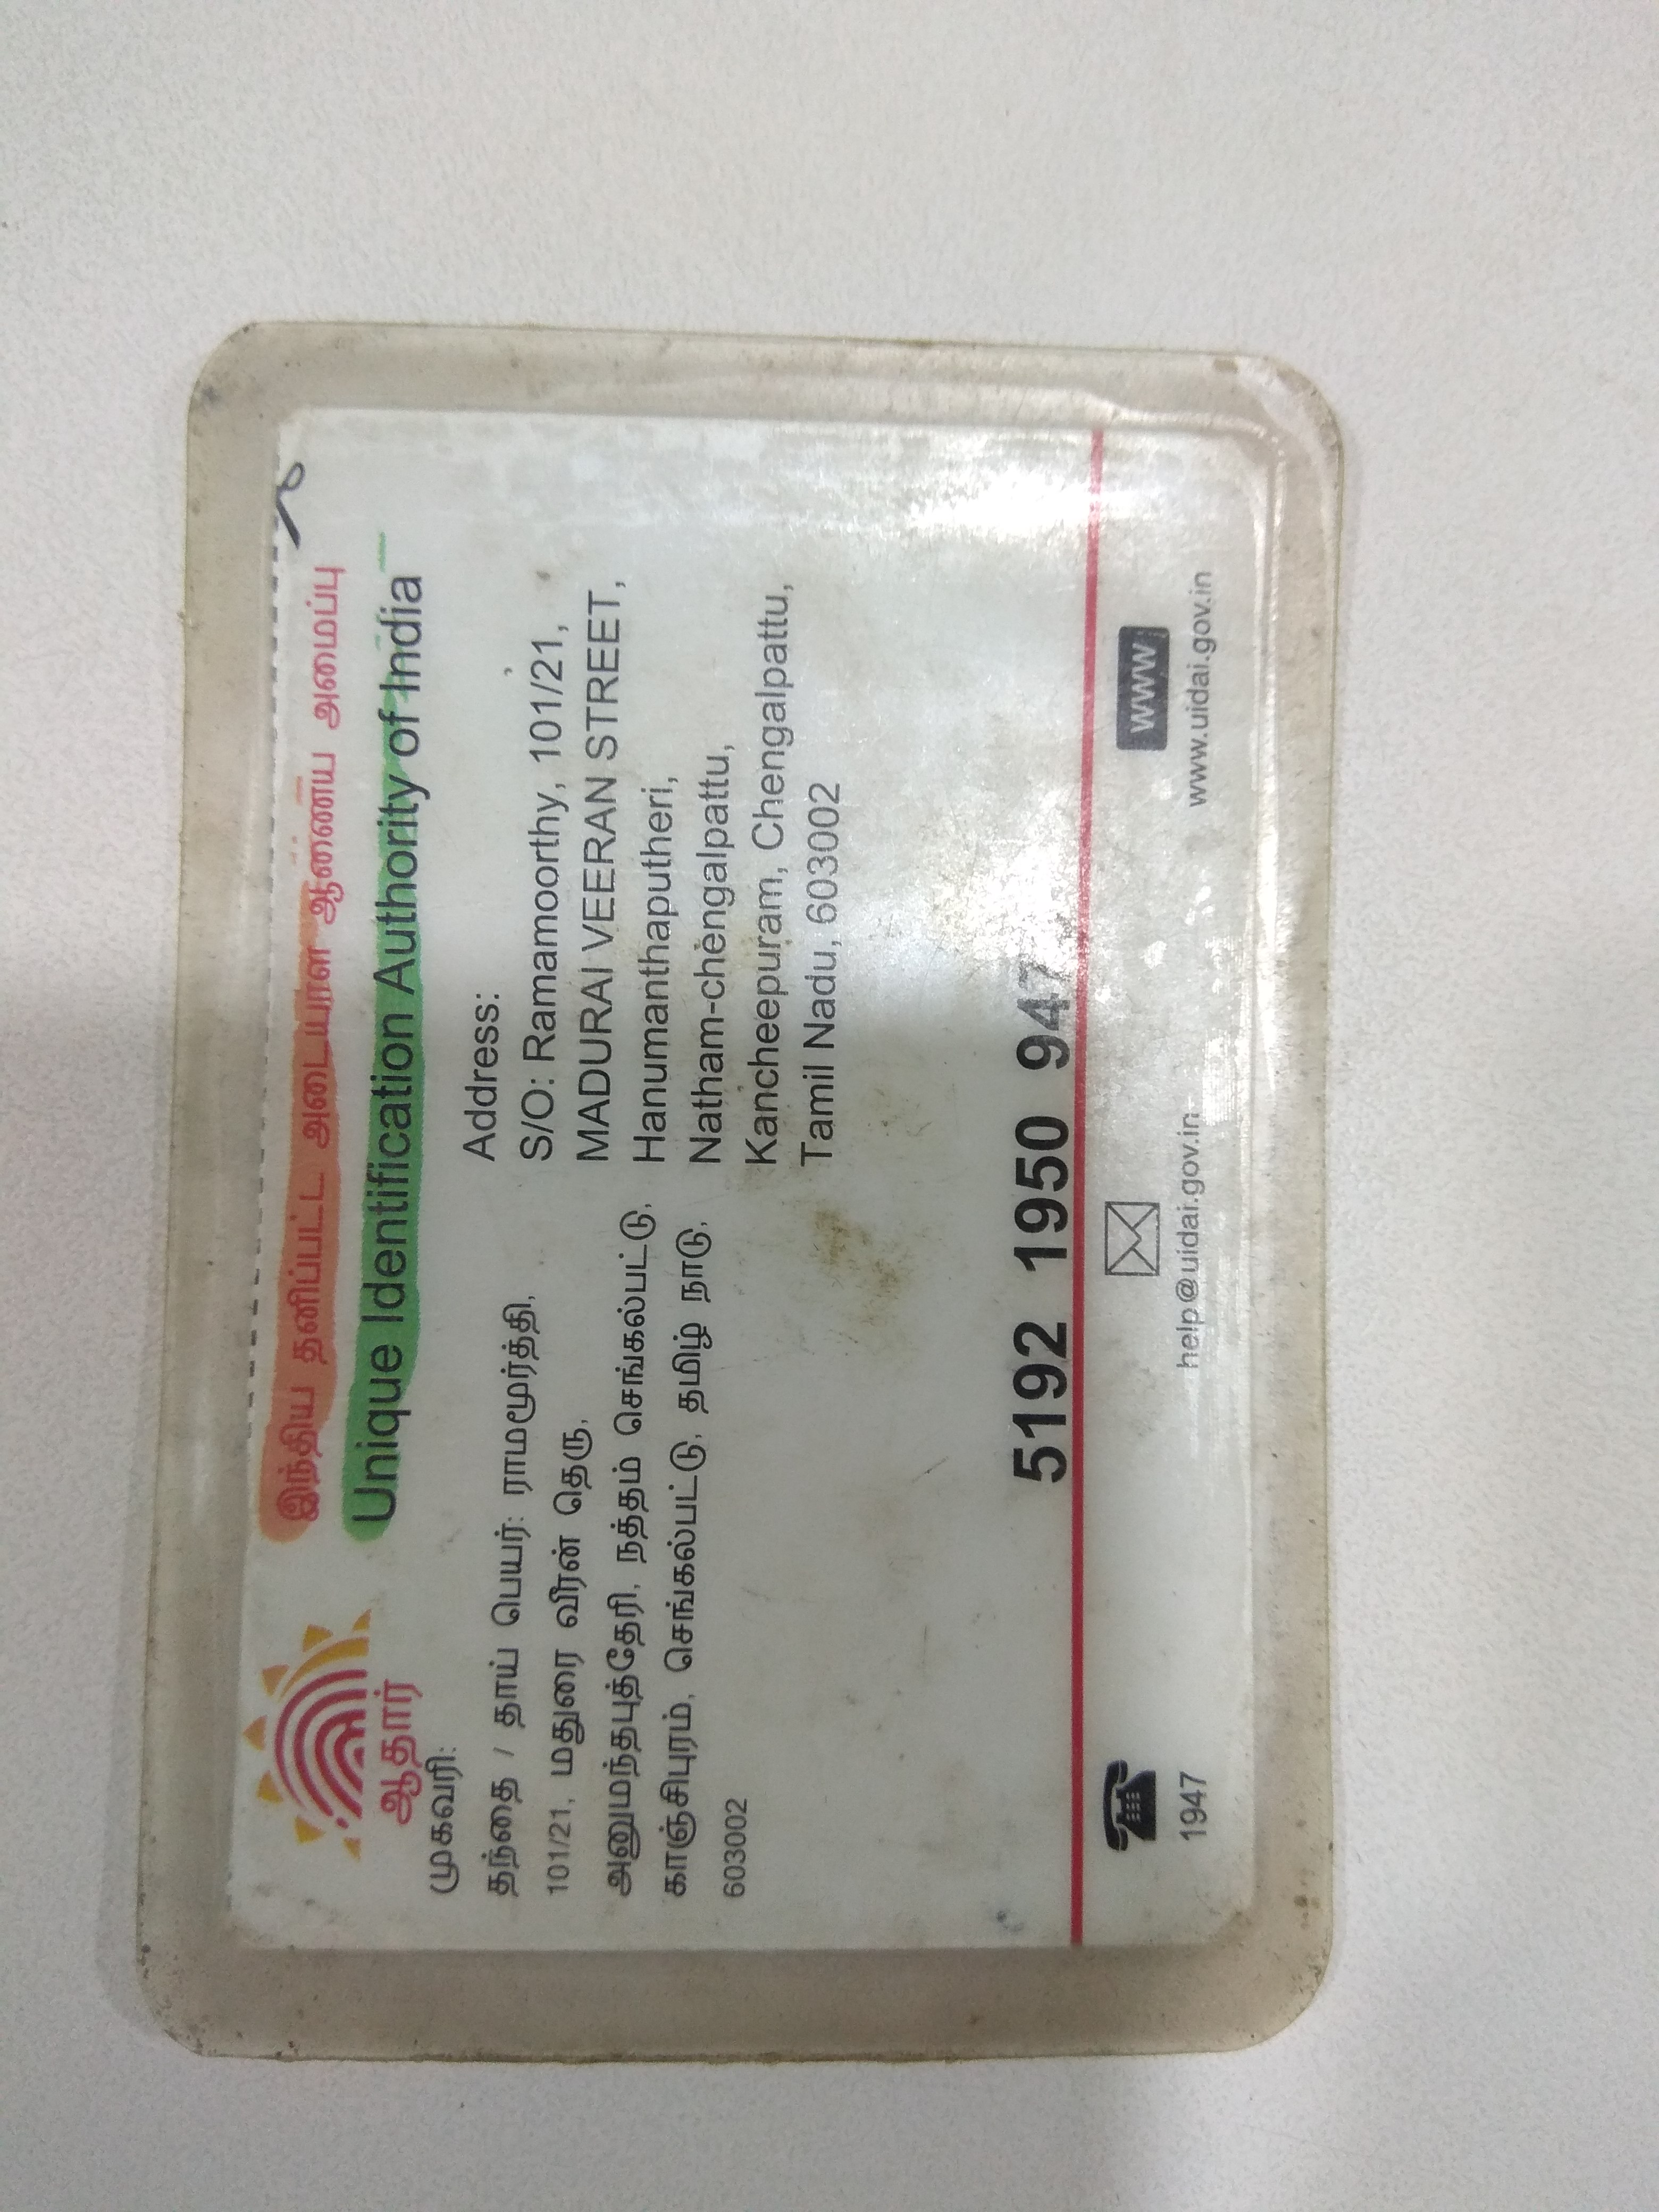 இந்திய தனிப்பட்ட அடையாள ஆணைய அமைப்பு
Unique Identification Authority of India
ஆதார்
முகவரி:
தந்தை / தாய் பெயர்: ராமமூர்த்தி,
101/21, மதுரை வீரன் தெரு,
அனுமந்தபுத்தேரி, நத்தம் செங்கல்பட்டு,
காஞ்சிபுரம், செங்கல்பட்டு, தமிழ் நாடு,
603002
Address:
S/O: Ramamoorthy, 101/21,
MADURAI VEERAN STREET,
Hanumanthaputheri,
Natham-chengalpattu,
Kancheepuram, Chengalpattu,
Tamil Nadu, 603002
5192 1950
1947
help@uidai.gov.in
www
www.uidai.gov.in